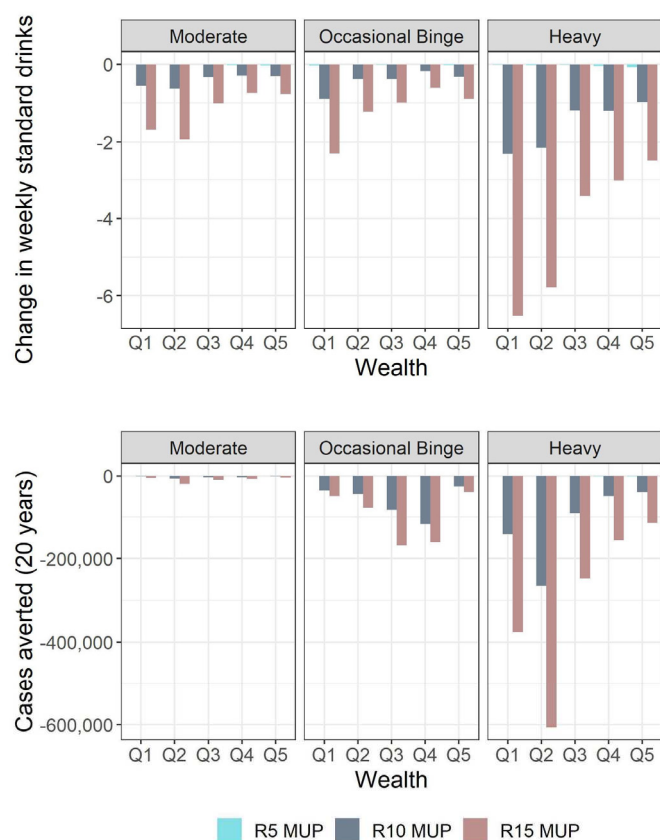 Moderate Occasional Binge Heavy
Change in weekly standard drinks
0
-2
-4
-6
Q1 Q2 Q3 Q4 Q5 Q1 Q2 Q3 Q4 Q5 Q1 Q2 Q3 Q4 Q5
Wealth
Moderate Occasional Binge Heavy
Cases averted (20 years)
0
-200,000
-400,000
-600,000
Q1 Q2 Q3 Q4 Q5 Q1 Q2 Q3 Q4 Q5 Q1 Q2 Q3 Q4 Q5
Wealth
R5 MUP R10 MUP R15 MUP